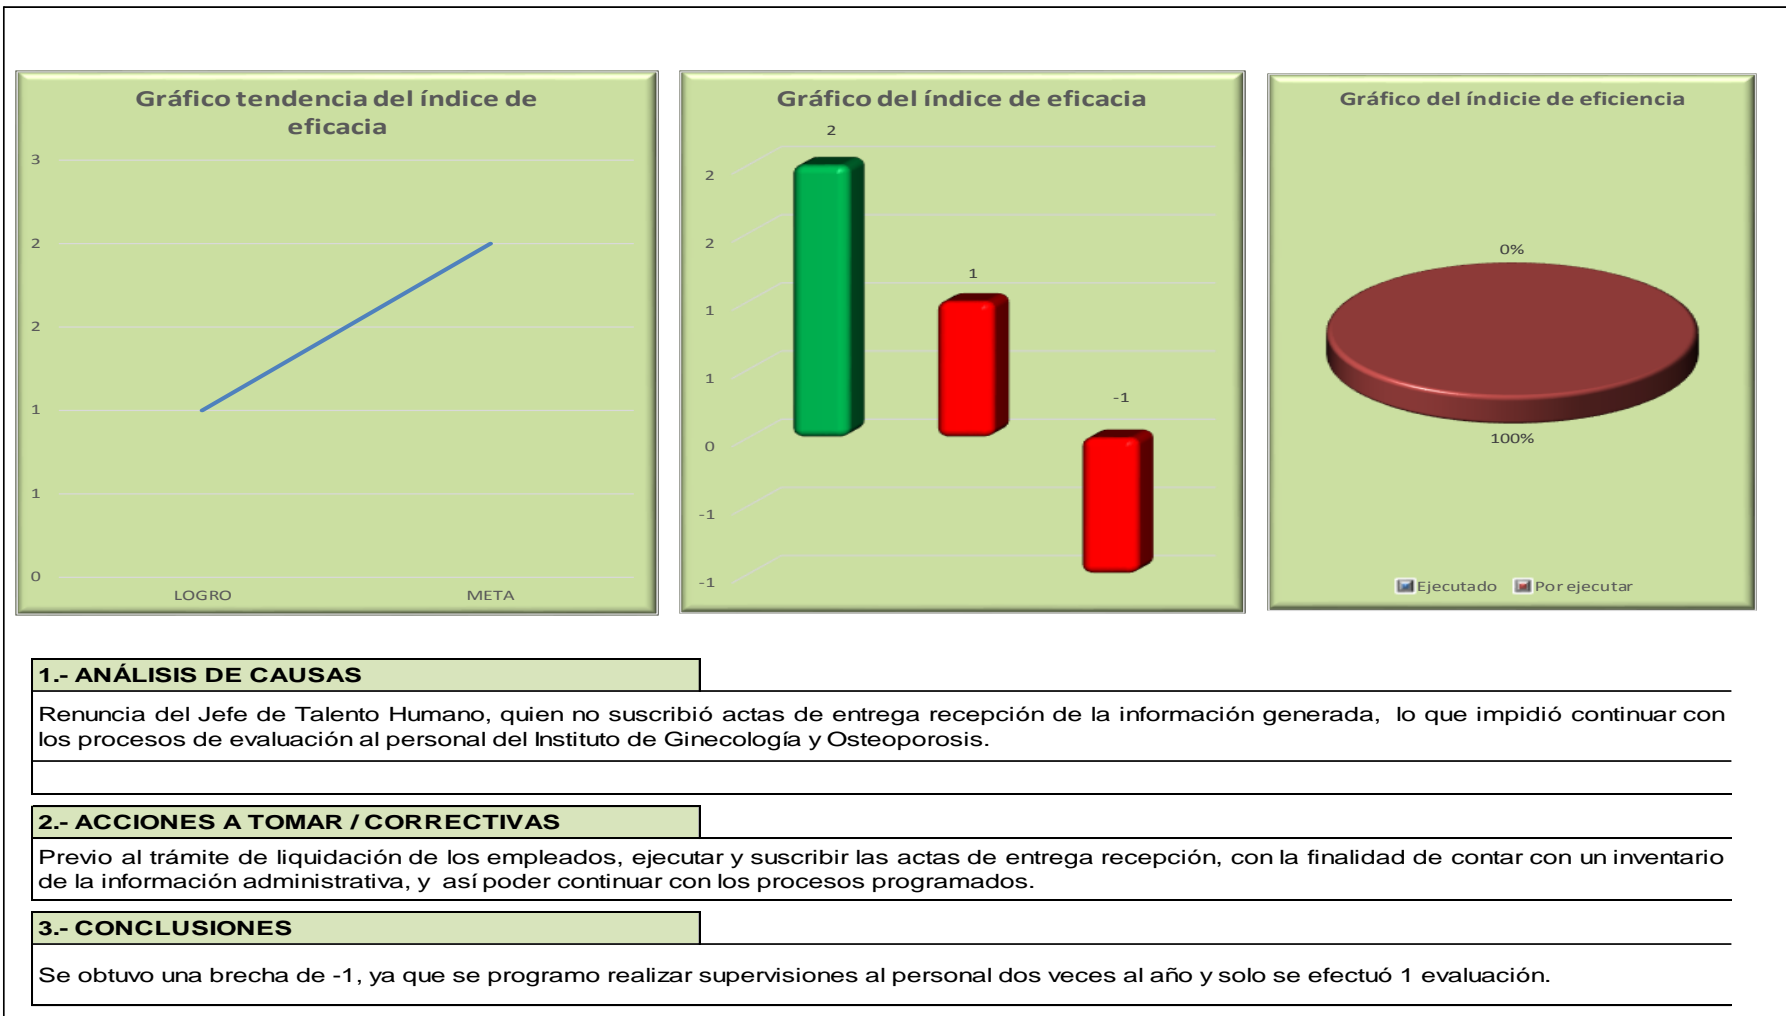 Gráfico tendencia del índice de
eficacia
3
2
2
1
1
0
LOGRO
META
Gráfico del índice de eficacia
2
2
2
1
1
0
-1
-1
1
-1
Gráfico del índicie de eficiencia
0%
100%
Ejecutado
Por ejecutar
1.- ANÁLISIS DE CAUSAS
Renuncia del Jefe de Talento Humano, quien no suscribió actas de entrega recepción de la información generada, lo que impidió continuar con
los procesos de evaluación al personal del Instituto de Ginecología y Osteoporosis.
2.- ACCIONES A TOMAR / CORRECTIVAS
Previo al trámite de liquidación de los empleados, ejecutar y suscribir las actas de entrega recepción, con la finalidad de contar con un inventario
de la información administrativa, y así poder continuar con los procesos programados.
3.- CONCLUSIONES
Se obtuvo una brecha de -1, ya que se programo realizar supervisiones al personal dos veces al año y solo se efectuó 1 evaluación.